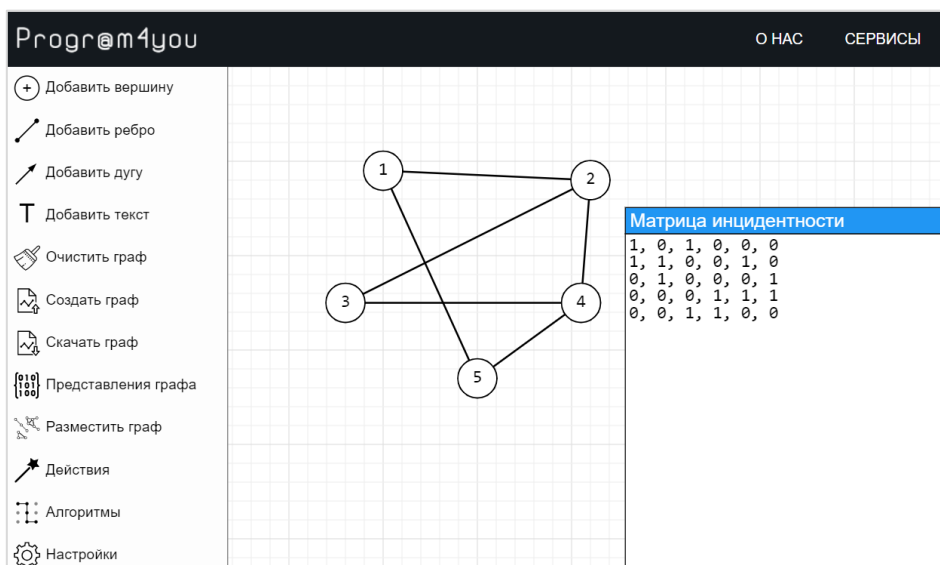 Progr@m4you
О НАС СЕРВИСЫ
+ Добавить вершину
Добавить ребро
Добавить дугу
T Добавить текст
Очистить граф
Создать граф
Скачать граф
{010 101 100} Представления графа
Разместить граф
Действия
Алгоритмы
Настройки
1
2
3
4
5
Матрица инцидентности
1, 0, 1, 0, 0, 0
1, 1, 0, 0, 1, 0
0, 1, 0, 0, 0, 1
0, 0, 0, 1, 1, 1
0, 0, 1, 1, 0, 0